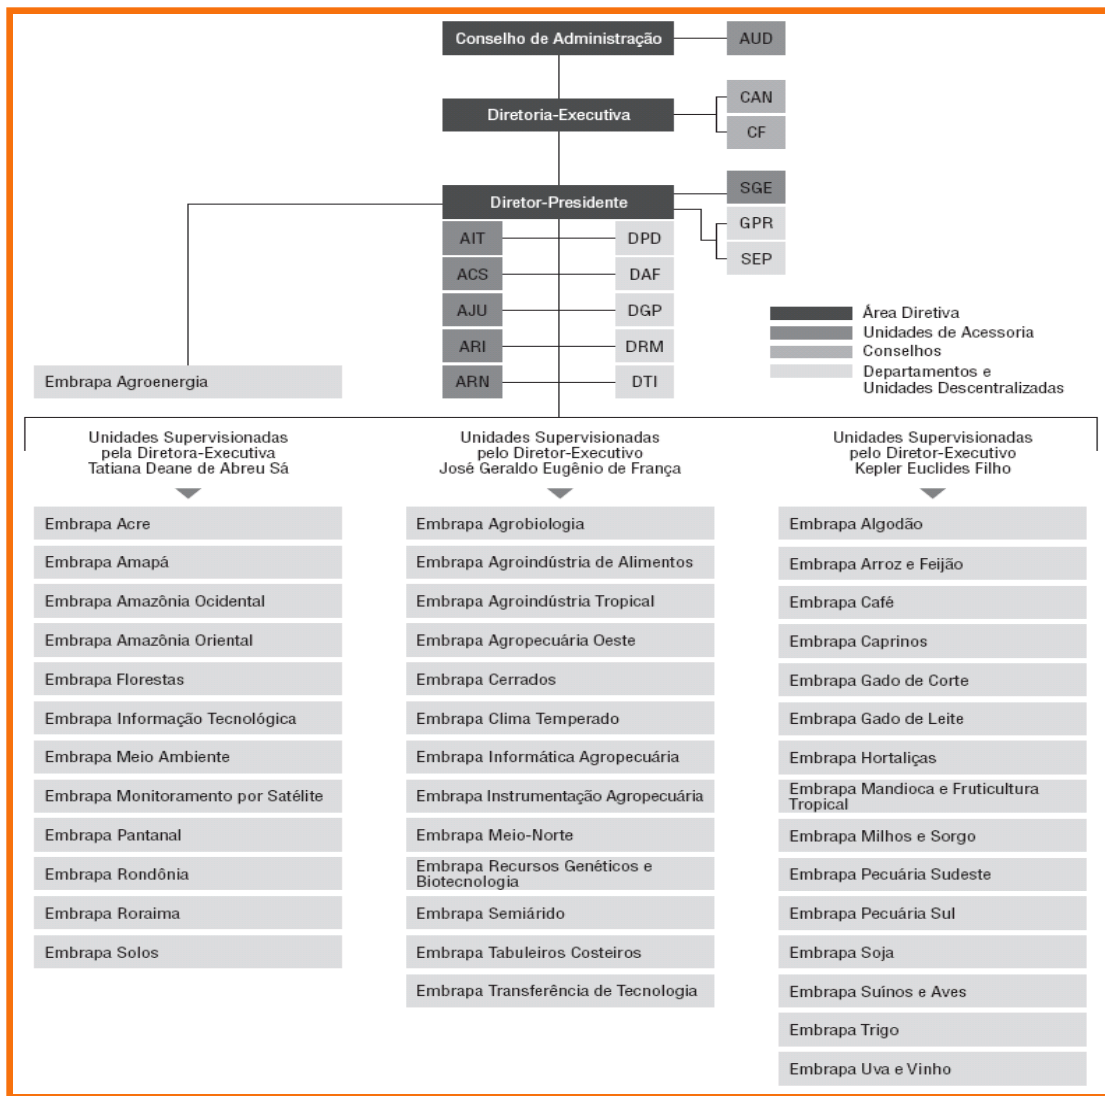 Conselho de Administração
AUD
Diretoria-Executiva
CAN
CF
Diretor-Presidente
SGE
GPR
SEP
AIT
DPD
ACS
DAF
AJU
DGP
ARI
DRM
ARN
DTI
Área Diretiva
Unidades de Acessoria
Conselhos
Departamentos e
Unidades Descentralizadas
Embrapa Agroenergia
Unidades Supervisionadas
pela Diretora-Executiva
Tatiana Deane de Abreu Sá
Embrapa Acre
Embrapa Amapá
Embrapa Amazônia Ocidental
Embrapa Amazônia Oriental
Embrapa Florestas
Embrapa Informação Tecnológica
Embrapa Meio Ambiente
Embrapa Monitoramento por Satélite
Embrapa Pantanal
Embrapa Rondônia
Embrapa Roraima
Embrapa Solos
Unidades Supervisionadas
pelo Diretor-Executivo
José Geraldo Eugênio de França
Embrapa Agrobiologia
Embrapa Agroindústria de Alimentos
Embrapa Agroindústria Tropical
Embrapa Agropecuária Oeste
Embrapa Cerrados
Embrapa Clima Temperado
Embrapa Informática Agropecuária
Embrapa Instrumentação Agropecuária
Embrapa Meio-Norte
Embrapa Recursos Genéticos e
Biotecnologia
Embrapa Semiárido
Embrapa Tabuleiros Costeiros
Embrapa Transferência de Tecnologia
Unidades Supervisionadas
pelo Diretor-Executivo
Kepler Euclides Filho
Embrapa Algodão
Embrapa Arroz e Feijão
Embrapa Café
Embrapa Caprinos
Embrapa Gado de Corte
Embrapa Gado de Leite
Embrapa Hortaliças
Embrapa Mandioca e Fruticultura
Tropical
Embrapa Milhos e Sorgo
Embrapa Pecuária Sudeste
Embrapa Pecuária Sul
Embrapa Soja
Embrapa Suínos e Aves
Embrapa Trigo
Embrapa Uva e Vinho